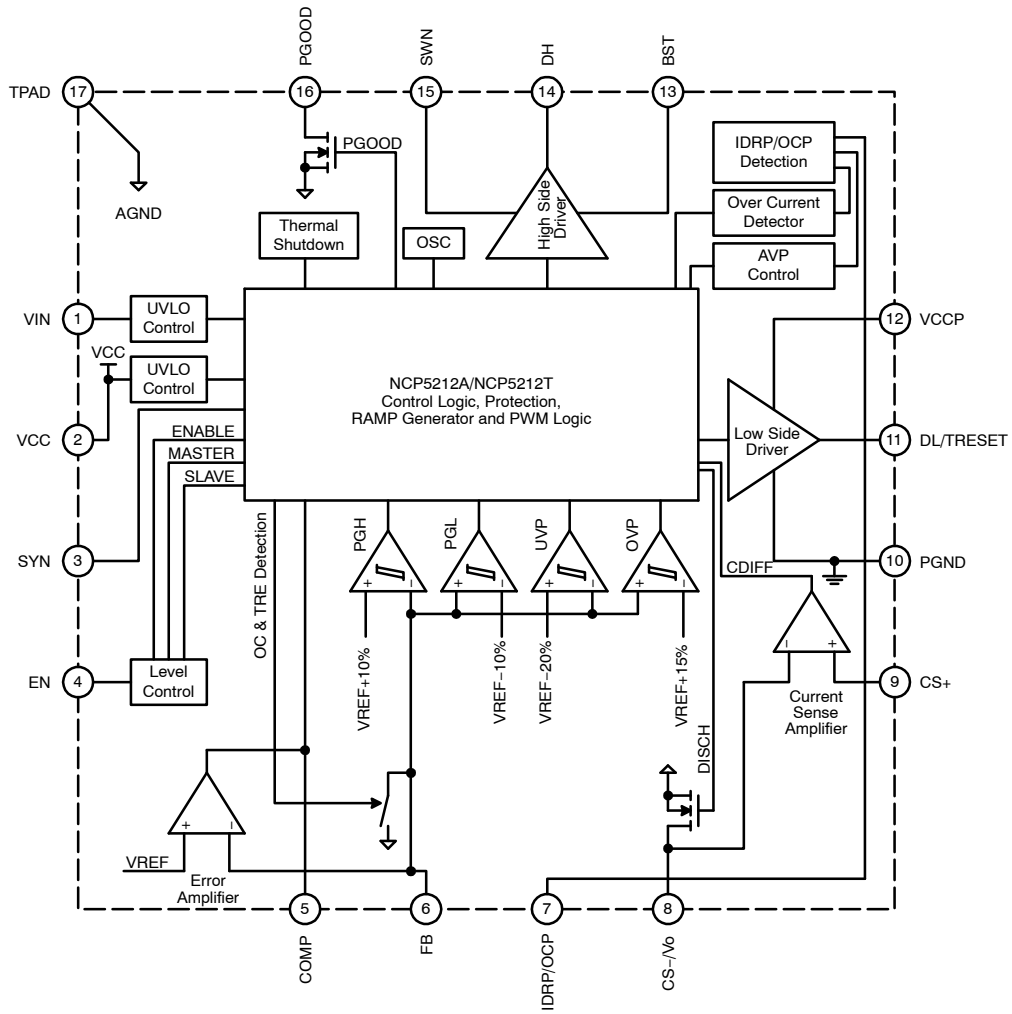 PGOOD
SWN
DH
BST
TPAD
17
16
15
14
13
AGND
PGOOD
IDRP/OCP
Detection
Thermal
Shutdown
OSC
High Side
Driver
Over Current
Detector
AVP
Control
VIN
1
UVLO
Control
12
VCCP
VCC
UVLO
Control
VCC
2
NCP5212A/NCP5212T
Control Logic, Protection,
RAMP Generator and PWM Logic
Low Side
Driver
11
DL/TRESET
ENABLE
MASTER
SLAVE
OC & TRE Detection
PGH
PGL
UVP
OVP
SYN
3
CDIFF
10
PGND
+
–
+
–
+
–
+
–
VREF+10%
VREF–10%
VREF–20%
VREF+15%
–
+
EN
4
Level
Control
9
CS+
Current
Sense
Amplifier
DISCH
+
–
VREF
Error
Amplifier
5
6
7
8
COMP
FB
IDRP/OCP
CS–/Vo